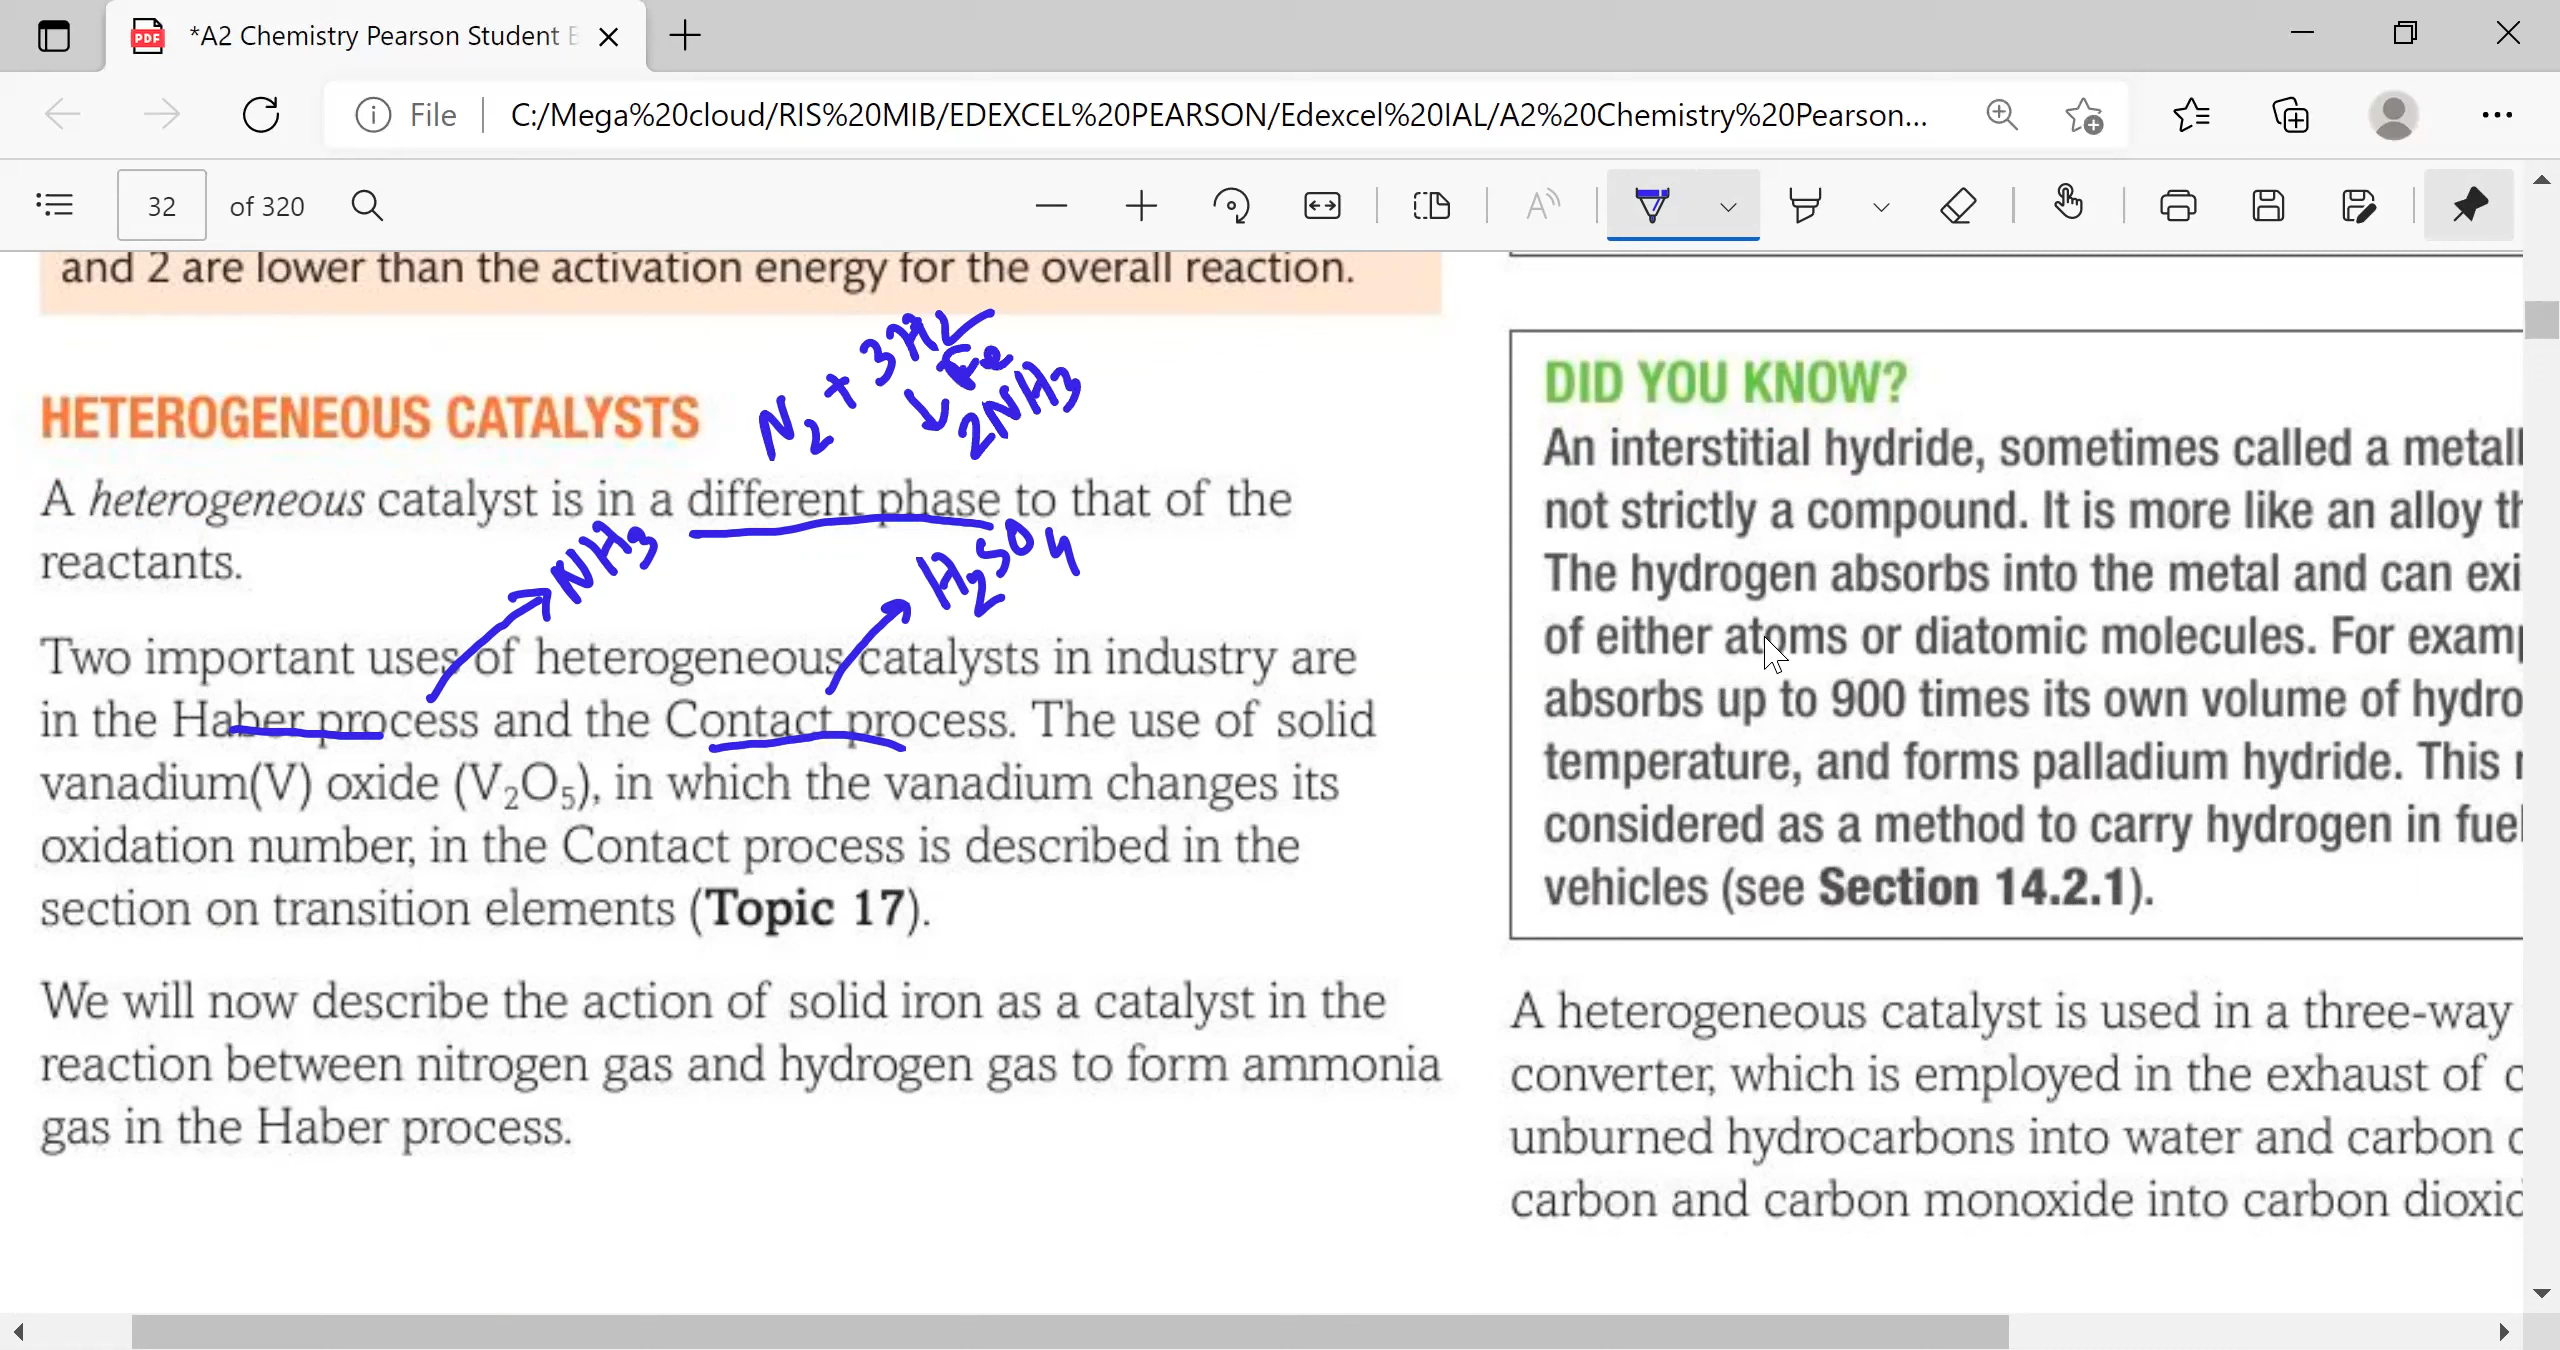 *A2 Chemistry Pearson Student
File
C:/Mega%20cloud/RIS%20MIB/EDEXCEL%20PEARSON/Edexcel%20IAL/A2%20Chemistry%20Pearson...
32 of 320
and 2 are lower than the activation energy for the overall reaction.
N2 + 3H2
Fe
↓
2NH3
HETEROGENEOUS CATALYSTS
A heterogeneous catalyst is in a different phase to that of the
reactants.
NH3
H2SO4
Two important uses of heterogeneous catalysts in industry are
in the Haber process and the Contact process. The use of solid
vanadium(V) oxide (V₂O₅), in which the vanadium changes its
oxidation number, in the Contact process is described in the
section on transition elements (Topic 17).
We will now describe the action of solid iron as a catalyst in the
reaction between nitrogen gas and hydrogen gas to form ammonia
gas in the Haber process.
DID YOU KNOW?
An interstitial hydride, sometimes called a metall
not strictly a compound. It is more like an alloy th
The hydrogen absorbs into the metal and can exi
of either atoms or diatomic molecules. For examp
absorbs up to 900 times its own volume of hydro
temperature, and forms palladium hydride. This
considered as a method to carry hydrogen in fuel
vehicles (see Section 14.2.1).
A heterogeneous catalyst is used in a three-way
converter, which is employed in the exhaust of c
unburned hydrocarbons into water and carbon
carbon and carbon monoxide into carbon dioxid